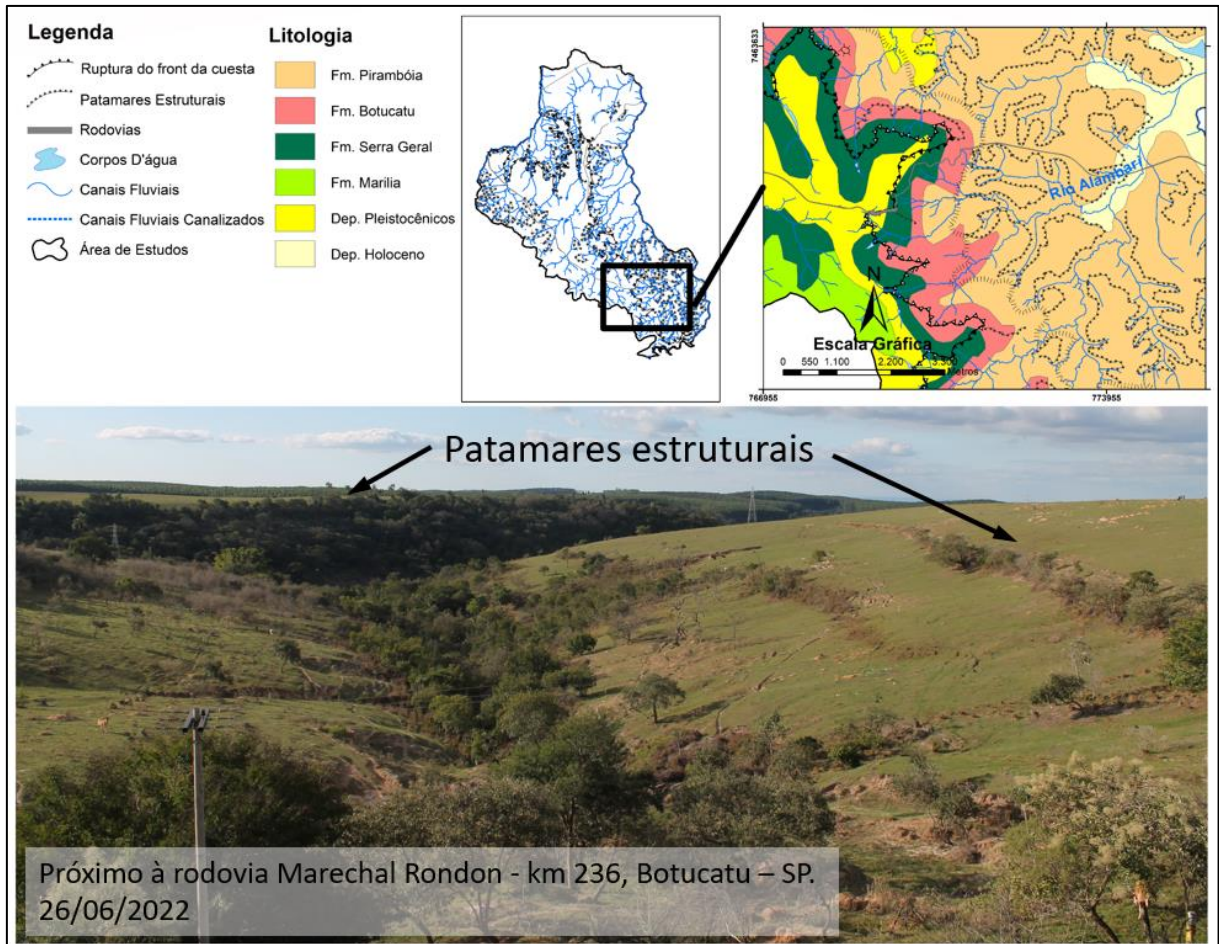 Legenda
Ruptura do front da cuesta
Patamares Estruturais
Rodovias
Corpos D'água
Canais Fluviais
Canais Fluviais Canalizados
Área de Estudos
Litologia
Fm. Pirambóia
Fm. Botucatu
Fm. Serra Geral
Fm. Marilia
Dep. Pleistocênicos
Dep. Holoceno
7463633
Rio Alambari
N
Escala Gráfica
0 550 1.100 2.200 3.300
Metros
766955 773955
Patamares estruturais
Próximo à rodovia Marechal Rondon - km 236, Botucatu – SP.
26/06/2022